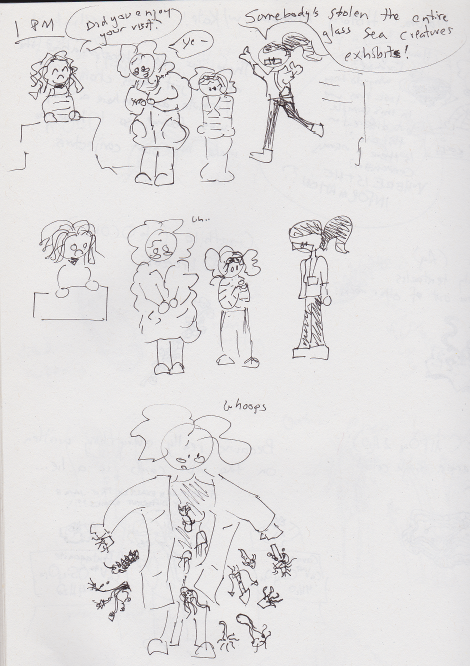 1 PM
Did you enjoy
your visit?
Ye-
Somebody's stolen the entire
glass sea creatures
exhibits!
Uh..
Whoops